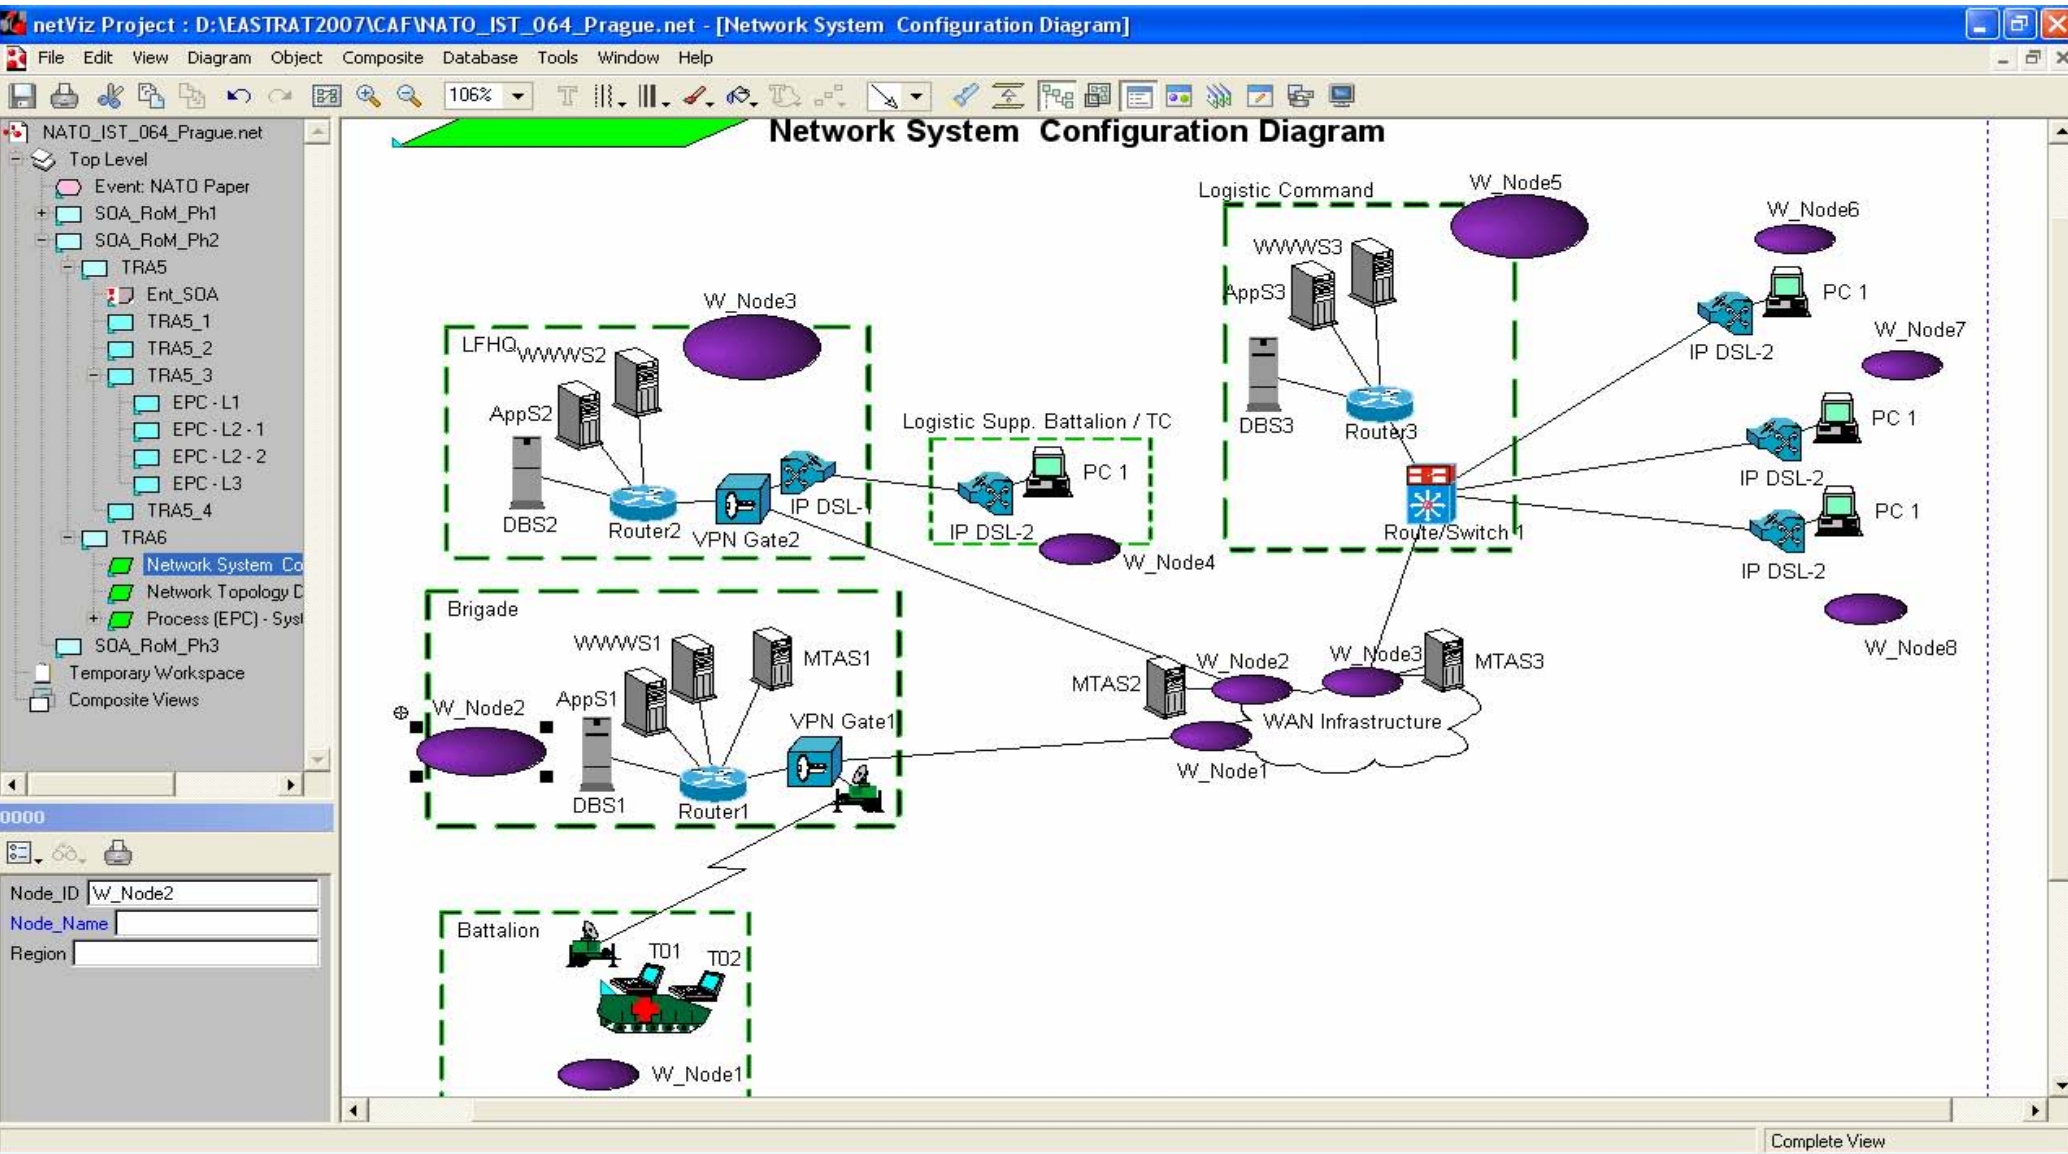 netViz Project : D:\EASTRAT2007\CAF\NATO_IST_064_Prague.net - [Network System  Configuration Diagram]
File Edit View Diagram Object Composite Database Tools Window Help
106%
NATO_IST_064_Prague.net
Top Level
Event: NATO Paper
SOA_RoM_Ph1
SOA_RoM_Ph2
TRA5
Ent_SOA
TRA5_1
TRA5_2
TRA5_3
EPC - L1
EPC - L2 - 1
EPC - L2 - 2
EPC - L3
TRA5_4
TRA6
Network System  Co
Network Topology D
Process (EPC) - Syst
SOA_RoM_Ph3
Temporary Workspace
Composite Views
0000
Node_ID W_Node2
Node_Name
Region
Network System  Configuration Diagram
Logistic Command
W_Node5
W_Node6
WWWS3
AppS3
PC 1
IP DSL-2
W_Node7
DBS3
Router3
PC 1
IP DSL-2
Route/Switch 1
PC 1
IP DSL-2
W_Node8
W_Node3
LFHQ
WWWS2
AppS2
DBS2
Router2
VPN Gate2
IP DSL-1
Logistic Supp. Battalion / TC
PC 1
IP DSL-2
W_Node4
Brigade
WWWS1
MTAS1
AppS1
W_Node2
VPN Gate1
DBS1
Router1
MTAS2
W_Node2
W_Node3
MTAS3
WAN Infrastructure
W_Node1
Battalion
T01
T02
W_Node1
Complete View